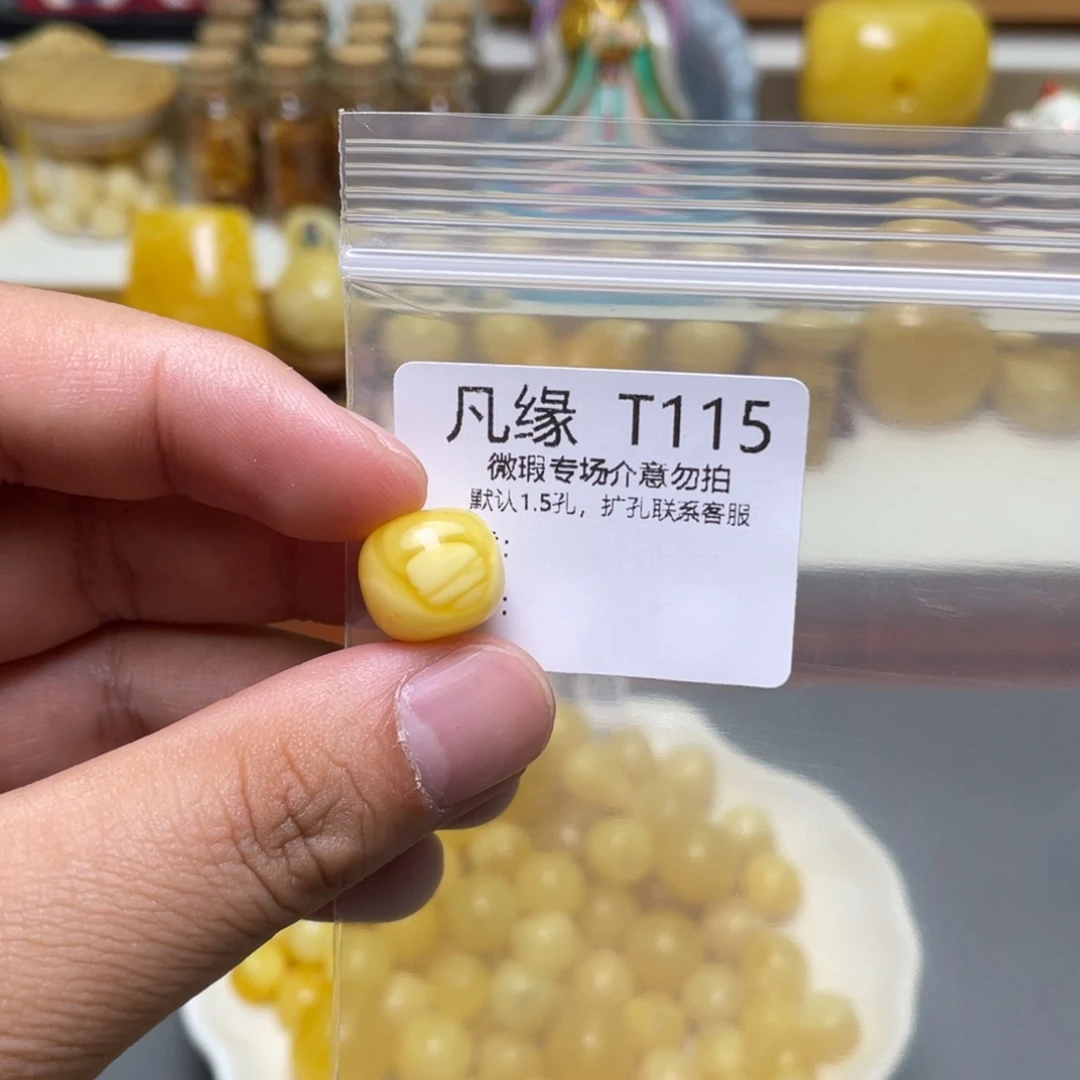 凡缘 T115
微瑕专场介意勿拍
默认1.5孔，扩孔联系客服
:
: